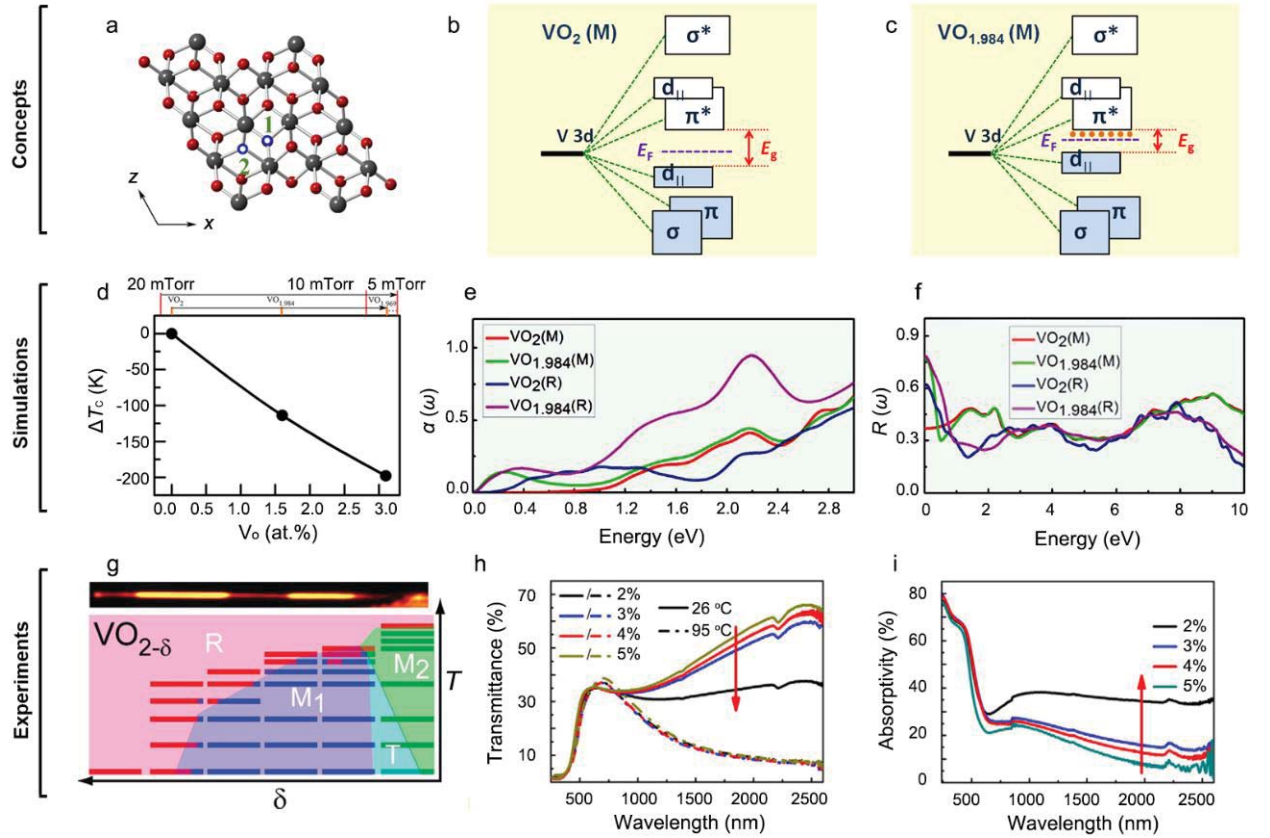 Concepts
a
1
2
z
x
b
VO2 (M)
σ*
d||
π*
V 3d
EF
Eg
d||
π
σ
c
VO1.984 (M)
σ*
d||
π*
V 3d
EF
Eg
d||
π
σ
Simulations
d
20 mTorr 10 mTorr 5 mTorr
VO2 VO1.984 VO1.969
0
-50
-100
-150
-200
ΔTc (K)
0.0 0.5 1.0 1.5 2.0 2.5 3.0
Vo (at.%)
e
1.0
0.5
0.0
α (ω)
VO2(M)
VO1.984(M)
VO2(R)
VO1.984(R)
0.0 0.4 0.8 1.2 1.6 2.0 2.4 2.8
Energy (eV)
f
0.9
0.6
0.3
0.0
R (ω)
VO2(M)
VO1.984(M)
VO2(R)
VO1.984(R)
0 2 4 6 8 10
Energy (eV)
Experiments
g
VO2-δ
R
M1
M2
T
T
δ
h
70
50
30
10
Transmittance (%)
/ 2%
/ 3%
/ 4%
/ 5%
26 °C
95 °C
500 1000 1500 2000 2500
Wavelength (nm)
i
80
60
40
20
0
Absorptivity (%)
2%
3%
4%
5%
500 1000 1500 2000 2500
Wavelength (nm)